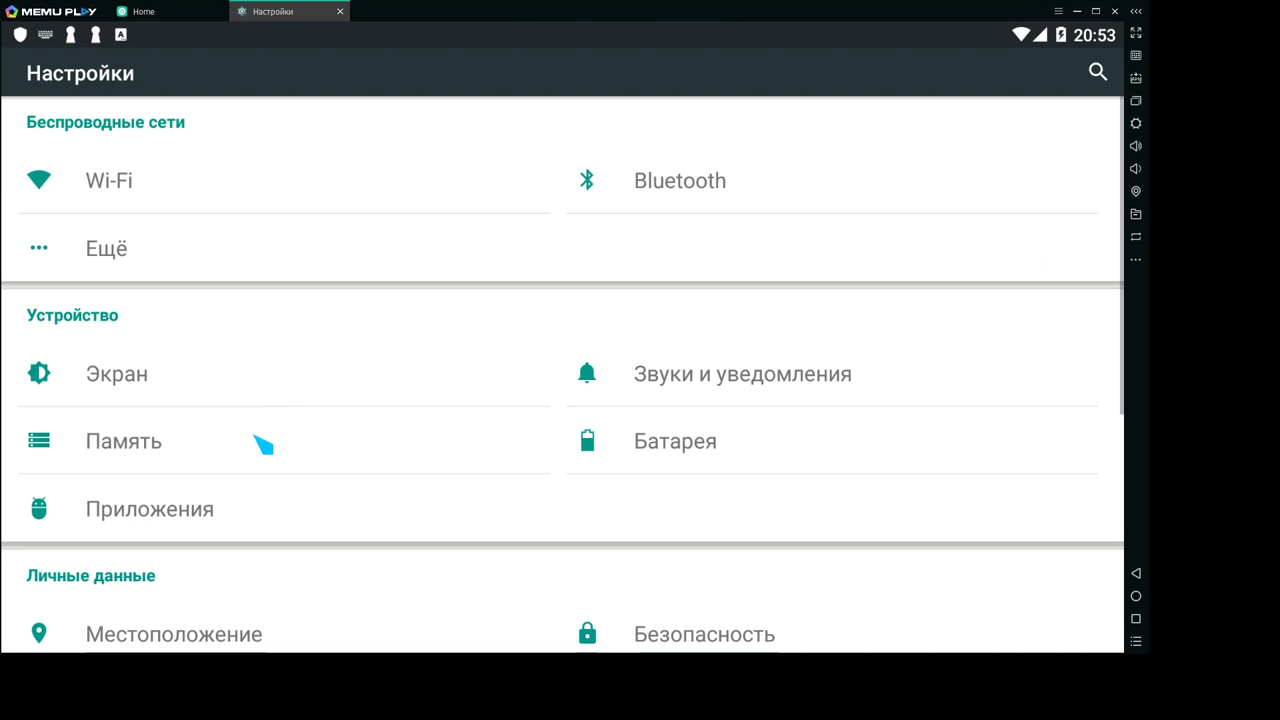 MEMU PLAY Home Настройки
20:53
Настройки
Беспроводные сети
Wi-Fi Bluetooth
Ещё
Устройство
Экран Звуки и уведомления
Память Батарея
Приложения
Личные данные
Местоположение Безопасность